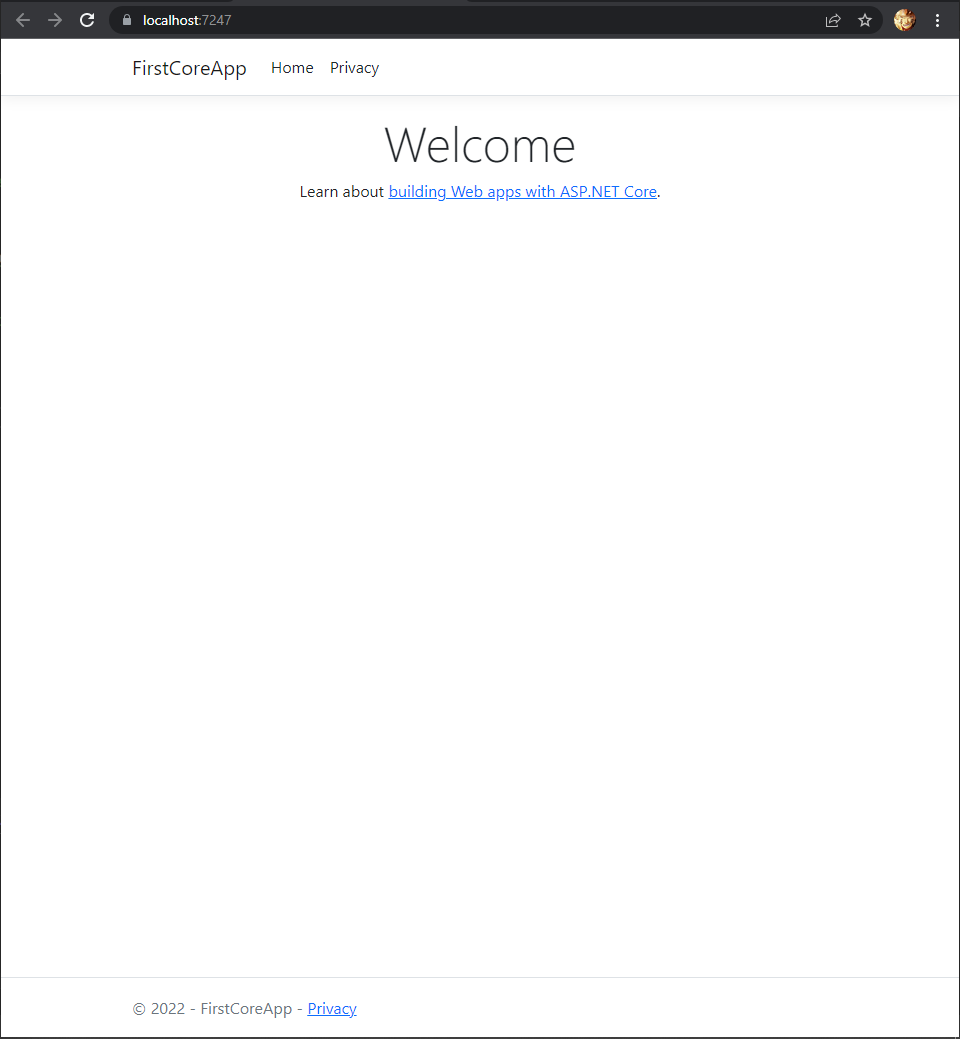 localhost:7247
FirstCoreApp Home Privacy
Welcome
Learn about building Web apps with ASP.NET Core.
© 2022 - FirstCoreApp - Privacy